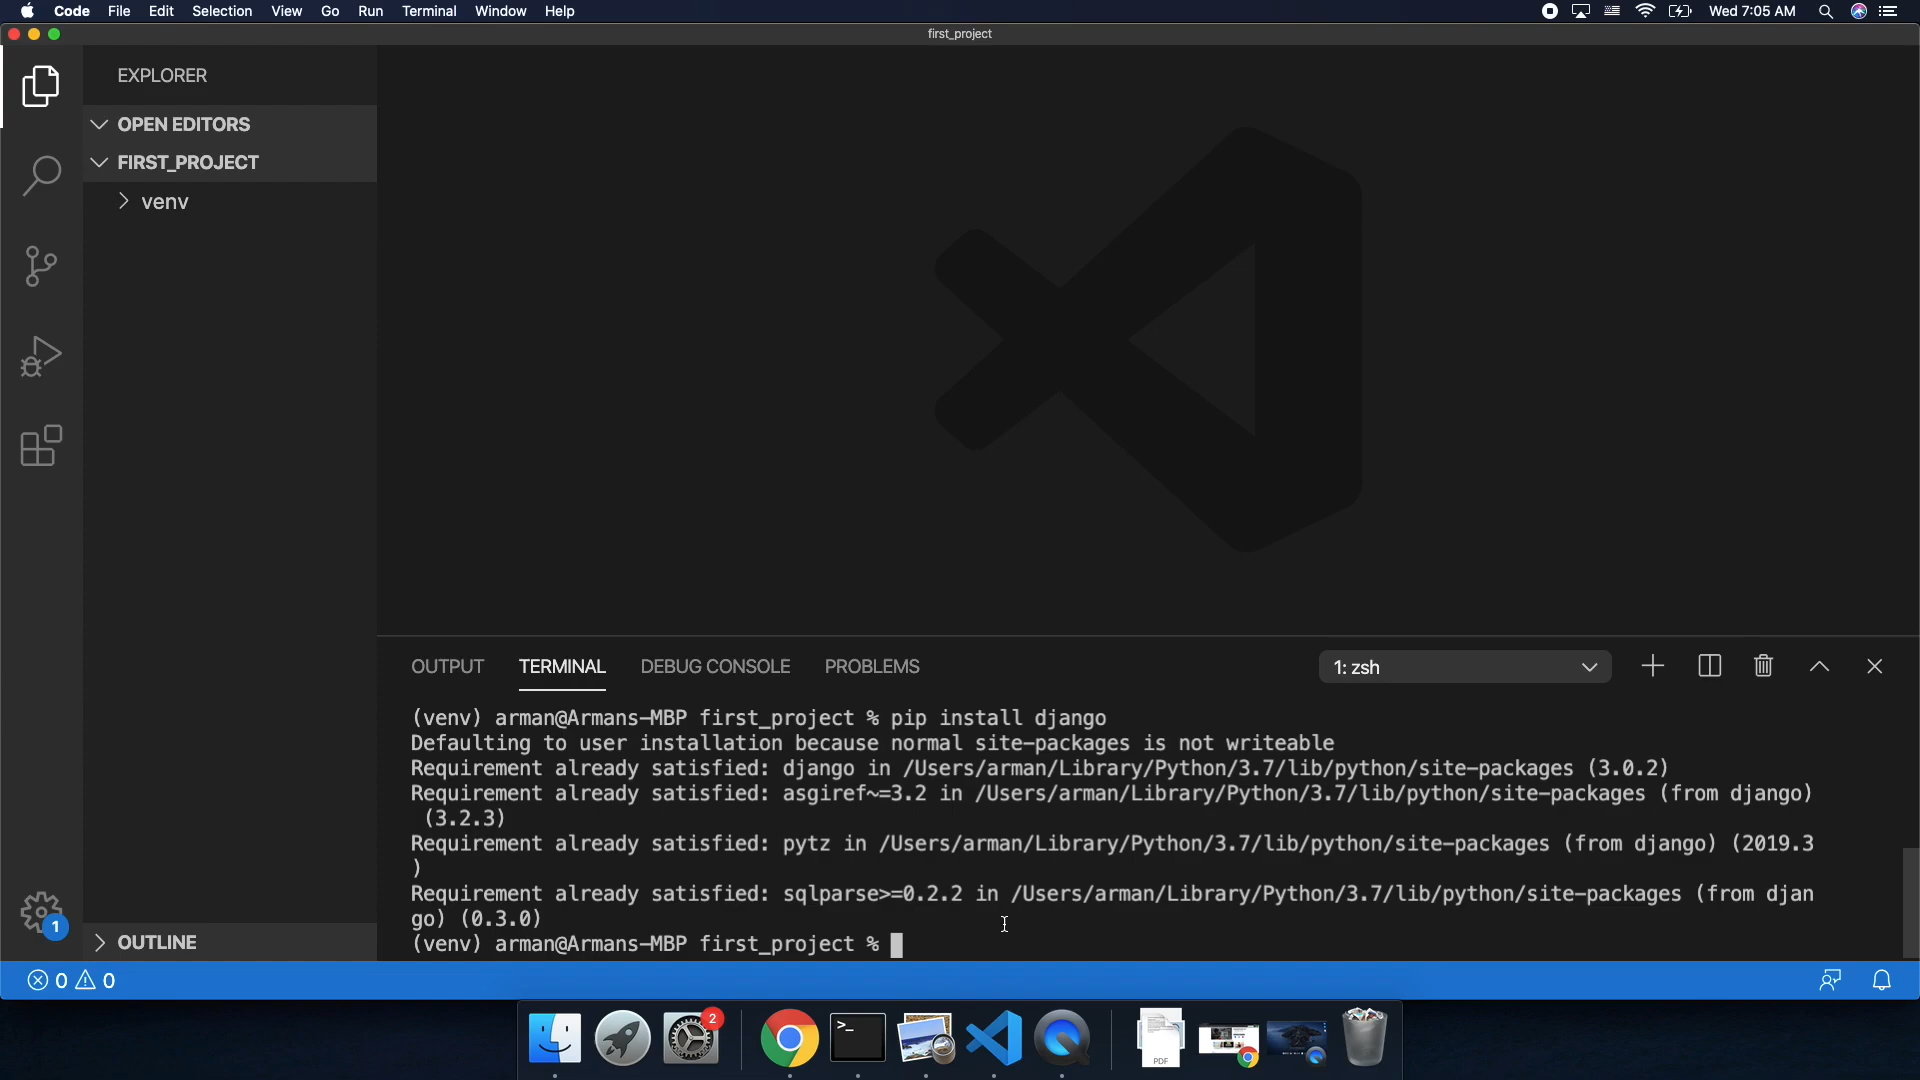 Code File Edit Selection View Go Run Terminal Window Help Wed 7:05 AM
first_project
EXPLORER
OPEN EDITORS
FIRST_PROJECT
venv
OUTPUT TERMINAL DEBUG CONSOLE PROBLEMS 1: zsh
(venv) arman@Armans-MBP first_project % pip install django
Defaulting to user installation because normal site-packages is not writeable
Requirement already satisfied: django in /Users/arman/Library/Python/3.7/lib/python/site-packages (3.0.2)
Requirement already satisfied: asgiref~=3.2 in /Users/arman/Library/Python/3.7/lib/python/site-packages (from django)
(3.2.3)
Requirement already satisfied: pytz in /Users/arman/Library/Python/3.7/lib/python/site-packages (from django) (2019.3
)
Requirement already satisfied: sqlparse>=0.2.2 in /Users/arman/Library/Python/3.7/lib/python/site-packages (from djan
go) (0.3.0)
(venv) arman@Armans-MBP first_project %
1
OUTLINE
0 0
2
>_
PDF